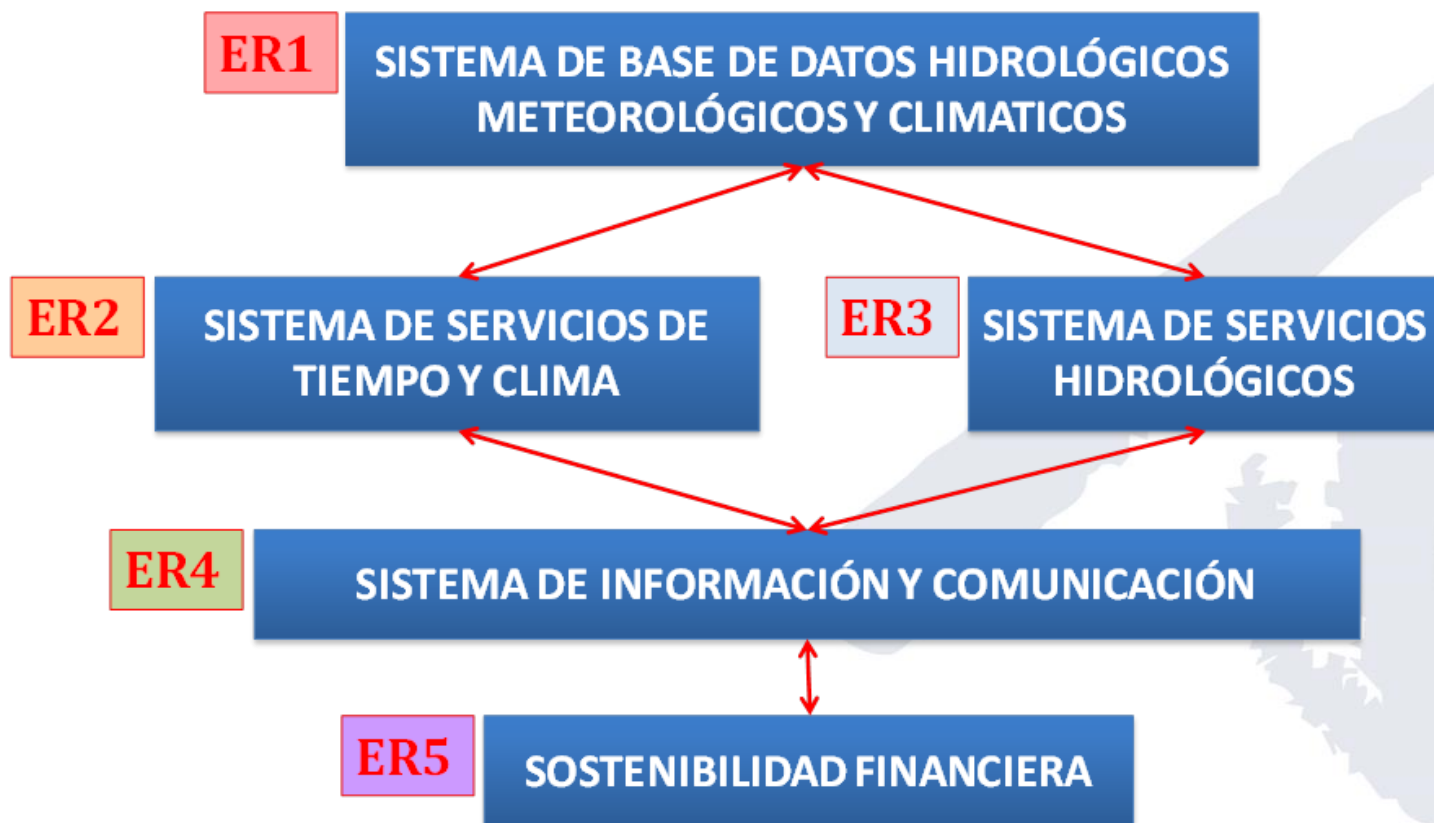 ER1
SISTEMA DE BASE DE DATOS HIDROLÓGICOS
METEOROLÓGICOS Y CLIMATICOS
ER2
SISTEMA DE SERVICIOS DE
TIEMPO Y CLIMA
ER3
SISTEMA DE SERVICIOS
HIDROLÓGICOS
ER4
SISTEMA DE INFORMACIÓN Y COMUNICACIÓN
ER5
SOSTENIBILIDAD FINANCIERA